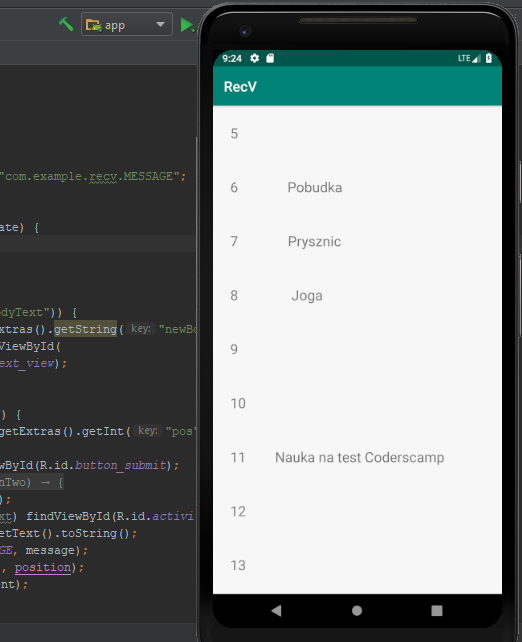 app
9:24
LTE
RecV
5
6 Pobudka
7 Prysznic
8 Joga
9
10
11 Nauka na test Coderscamp
12
13
"com.example.recv.MESSAGE";
ate) {
odyText")) {
Extras().getString( key: "newBo
ViewById(
ext_view);
) {
getExtras().getInt( key: "pos"
wById(R.id.button_submit);
nTwo) → {
);
xt) findViewById(R.id.activi
etText().toString();
GE, message);
, position);
nt);